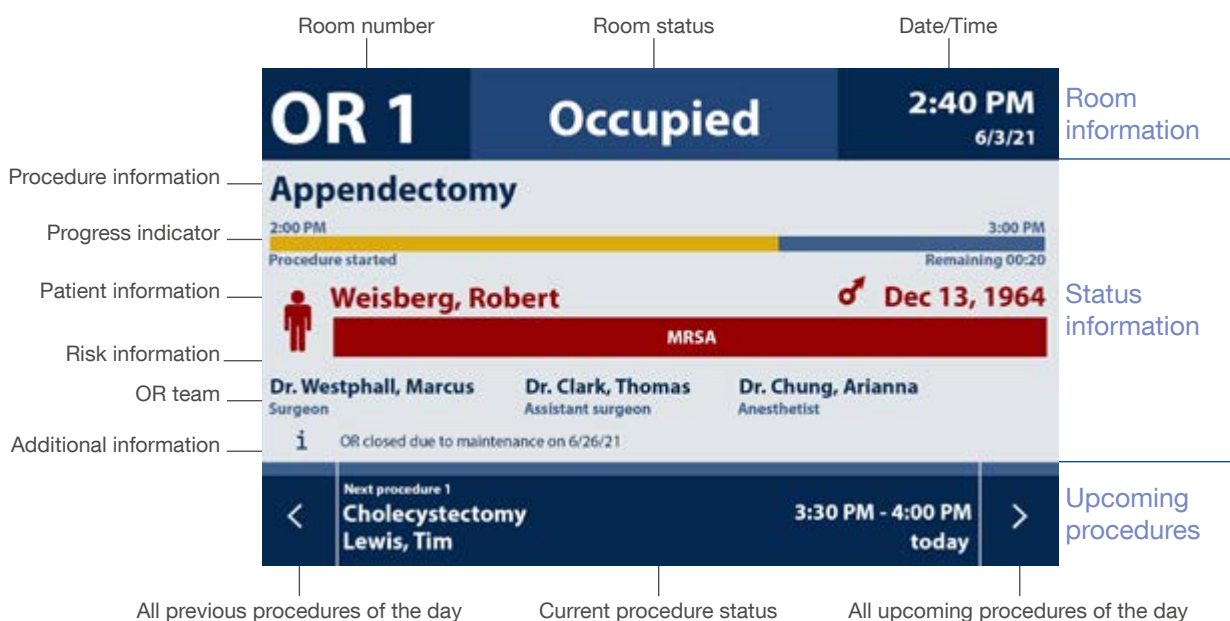 Room number Room status Date/Time
OR 1 Occupied 2:40 PM
6/3/21
Room
information
Procedure information
Appendectomy
2:00 PM 3:00 PM
Progress indicator
Procedure started Remaining 00:20
Patient information
Weisberg, Robert Dec 13, 1964
Status
information
MRSA
Risk information
OR team
Dr. Westphall, Marcus Dr. Clark, Thomas Dr. Chung, Arianna
Surgeon Assistant surgeon Anesthetist
Additional information
i OR closed due to maintenance on 6/26/21
Next procedure 1
< Cholecystectomy 3:30 PM - 4:00 PM >
Lewis, Tim today
Upcoming
procedures
All previous procedures of the day Current procedure status All upcoming procedures of the day